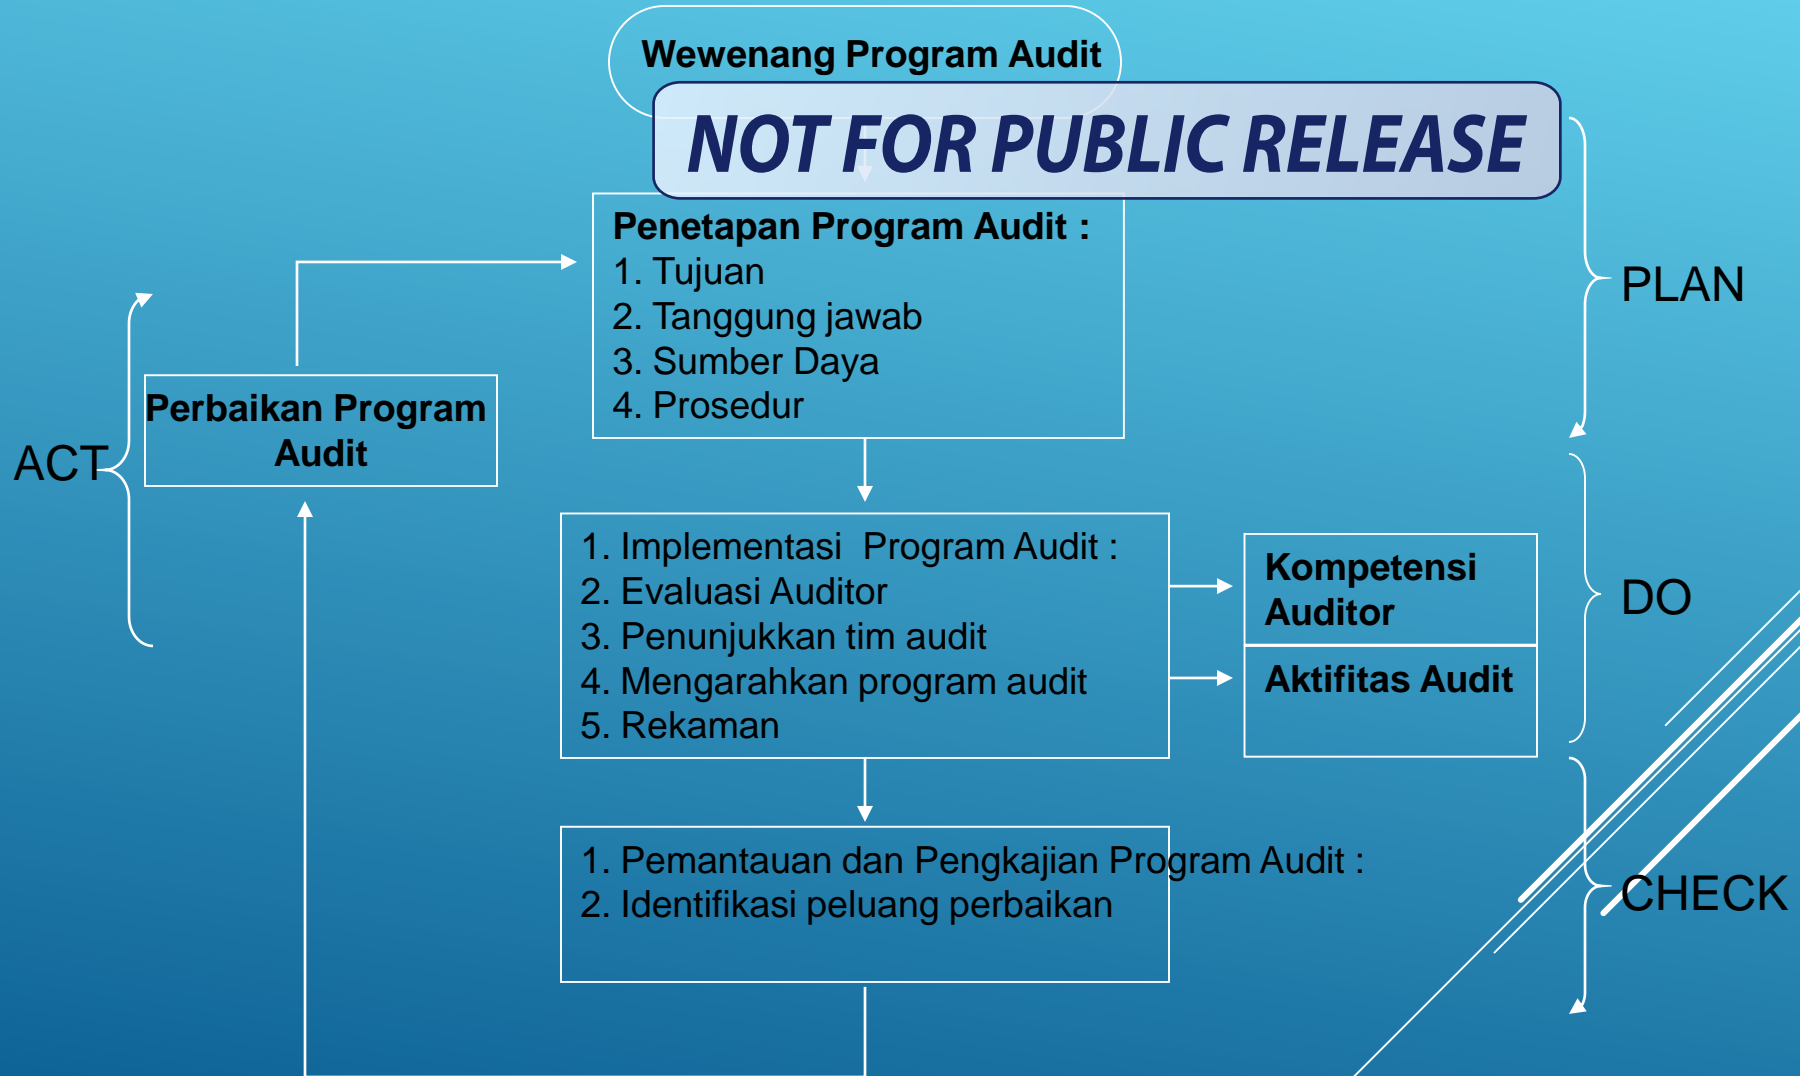 Wewenang Program Audit
NOT FOR PUBLIC RELEASE
Penetapan Program Audit :
1. Tujuan
2. Tanggung jawab
3. Sumber Daya
4. Prosedur
PLAN
Perbaikan Program
Audit
ACT
1. Implementasi  Program Audit :
2. Evaluasi Auditor
3. Penunjukkan tim audit
4. Mengarahkan program audit
5. Rekaman
Kompetensi
Auditor
Aktifitas Audit
DO
1. Pemantauan dan Pengkajian Program Audit :
2. Identifikasi peluang perbaikan
CHECK